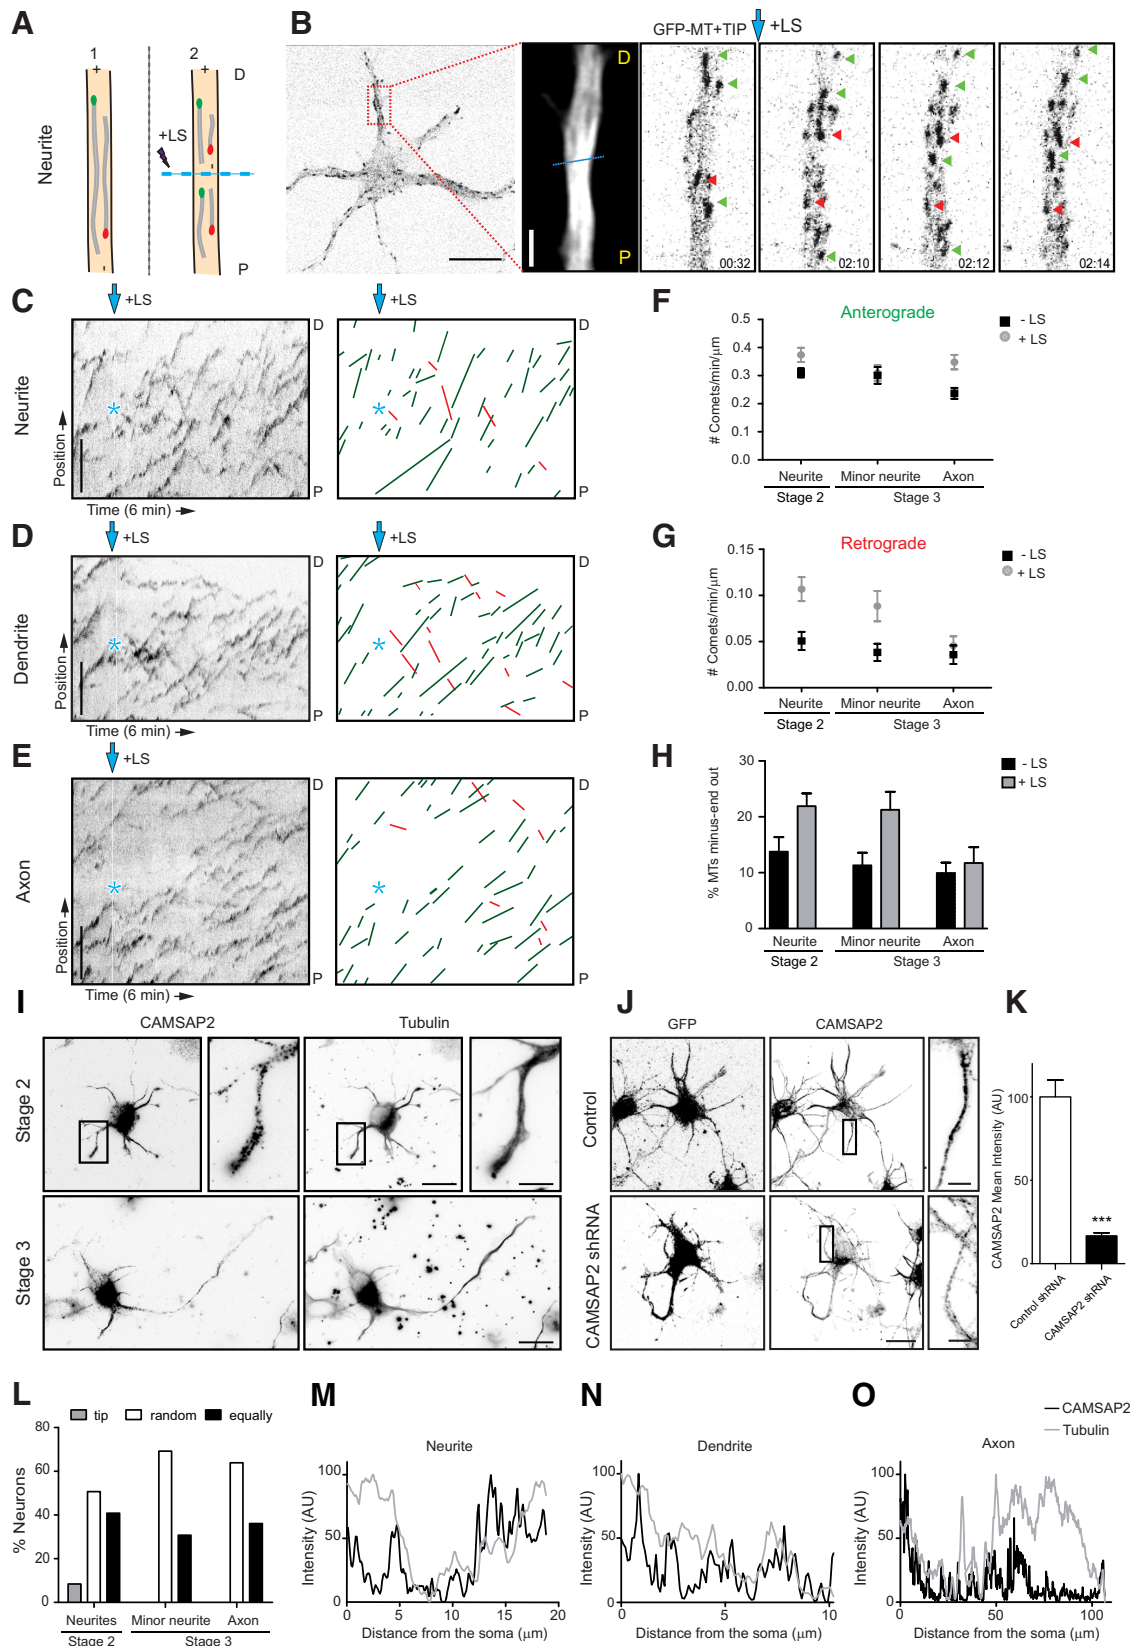 A
1
2
+
+
D
+LS
-
-
P
Neurite
B
GFP-MT+TIP
+LS
D
P
00:32
02:10
02:12
02:14
C
+LS
+LS
Neurite
Position
*
D
P
Time (6 min)
*
D
+LS
+LS
Dendrite
Position
*
D
P
Time (6 min)
*
E
+LS
Axon
Position
*
D
P
Time (6 min)
*
F
Anterograde
- LS
+ LS
# Comets/min/μm
0.5
0.4
0.3
0.2
0.1
0.0
Neurite Minor neurite Axon
Stage 2 Stage 3
G
Retrograde
- LS
+ LS
# Comets/min/μm
0.15
0.10
0.05
0.00
Neurite Minor neurite Axon
Stage 2 Stage 3
H
- LS
+ LS
% MTs minus-end out
30
20
10
0
Neurite Minor neurite Axon
Stage 2 Stage 3
I
CAMSAP2 Tubulin
Stage 2
Stage 3
J
GFP CAMSAP2
Control
CAMSAP2 shRNA
K
CAMSAP2 Mean Intensity (AU)
100
50
0
***
Control shRNA
CAMSAP2 shRNA
L
tip random equally
% Neurons
80
60
40
20
0
Neurites Minor neurite Axon
Stage 2 Stage 3
M
Neurite
Intensity (AU)
100
50
0
0 5 10 15 20
Distance from the soma (μm)
N
Dendrite
Intensity (AU)
100
50
0
0 5 10
Distance from the soma (μm)
O
CAMSAP2
Tubulin
Axon
Intensity (AU)
100
50
0
0 50 100
Distance from the soma (μm)